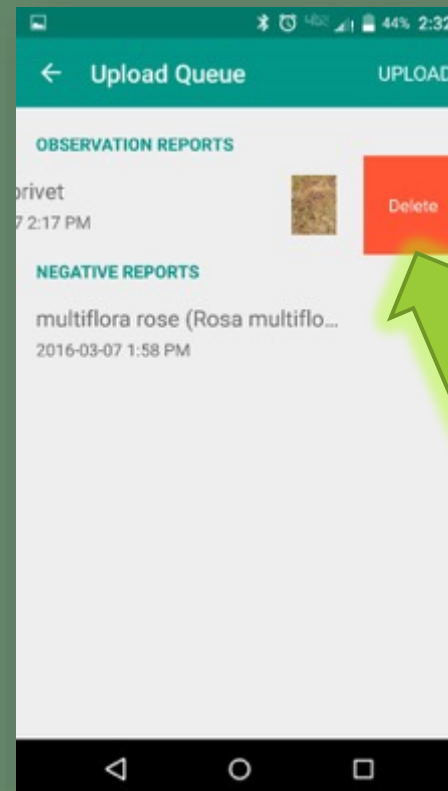 44% 2:32
Upload Queue UPLOAD
OBSERVATION REPORTS
privet
7 2:17 PM
Delete
NEGATIVE REPORTS
multiflora rose (Rosa multiflo...
2016-03-07 1:58 PM